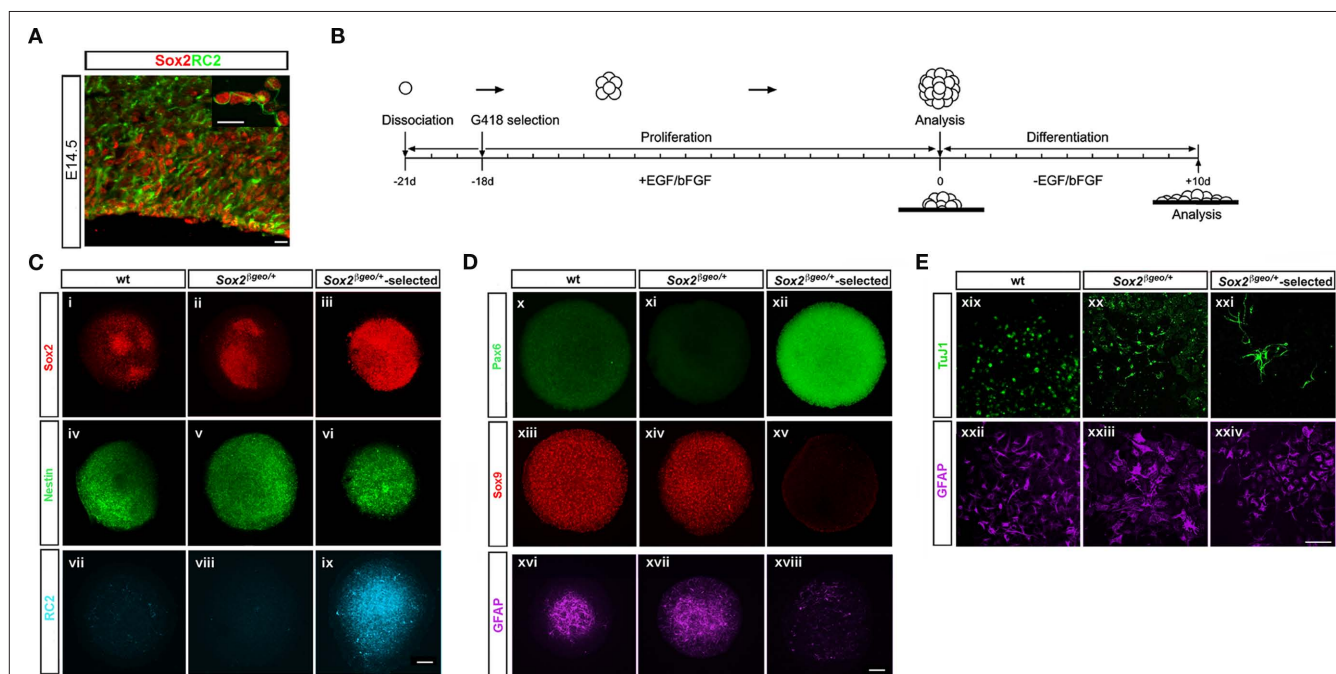 A
Sox2RC2
E14.5
B
Dissociation
G418 selection
Analysis
Proliferation
Differentiation
-21d
-18d
+EGF/bFGF
0
-EGF/bFGF
+10d
Analysis
C
wt
Sox2βgeo/+
Sox2βgeo/+-selected
Sox2
i
ii
iii
Nestin
iv
v
vi
RC2
vii
viii
ix
D
wt
Sox2βgeo/+
Sox2βgeo/+-selected
Pax6
x
xi
xii
Sox9
xiii
xiv
xv
GFAP
xvi
xvii
xviii
E
wt
Sox2βgeo/+
Sox2βgeo/+-selected
TuJ1
xix
xx
xxi
GFAP
xxii
xxiii
xxiv